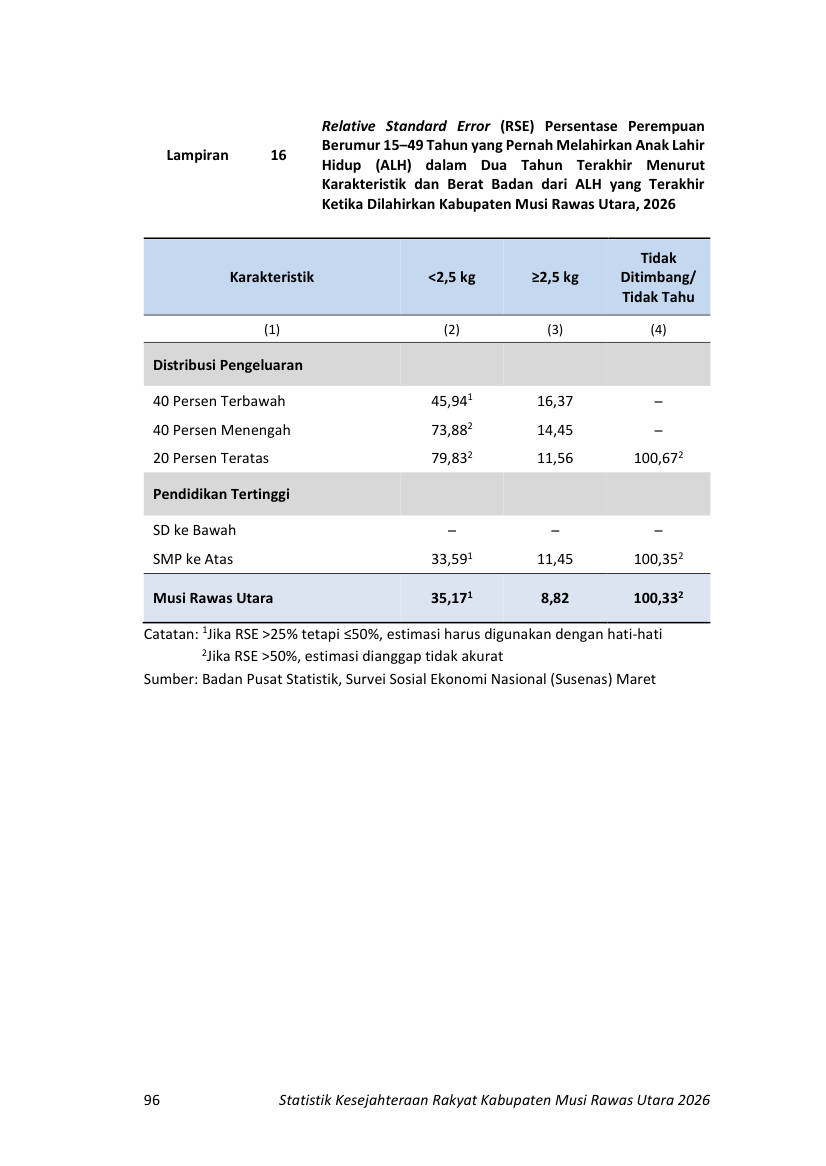 Lampiran 16
Relative Standard Error (RSE) Persentase Perempuan
Berumur 15–49 Tahun yang Pernah Melahirkan Anak Lahir
Hidup (ALH) dalam Dua Tahun Terakhir Menurut
Karakteristik dan Berat Badan dari ALH yang Terakhir
Ketika Dilahirkan Kabupaten Musi Rawas Utara, 2026
Karakteristik <2,5 kg ≥2,5 kg Tidak Ditimbang/ Tidak Tahu
(1) (2) (3) (4)
Distribusi Pengeluaran
40 Persen Terbawah 45,94¹ 16,37 –
40 Persen Menengah 73,88² 14,45 –
20 Persen Teratas 79,83² 11,56 100,67²
Pendidikan Tertinggi
SD ke Bawah – – –
SMP ke Atas 33,59¹ 11,45 100,35²
Musi Rawas Utara 35,17¹ 8,82 100,33²
Catatan: ¹Jika RSE >25% tetapi ≤50%, estimasi harus digunakan dengan hati-hati
²Jika RSE >50%, estimasi dianggap tidak akurat
Sumber: Badan Pusat Statistik, Survei Sosial Ekonomi Nasional (Susenas) Maret
96 Statistik Kesejahteraan Rakyat Kabupaten Musi Rawas Utara 2026